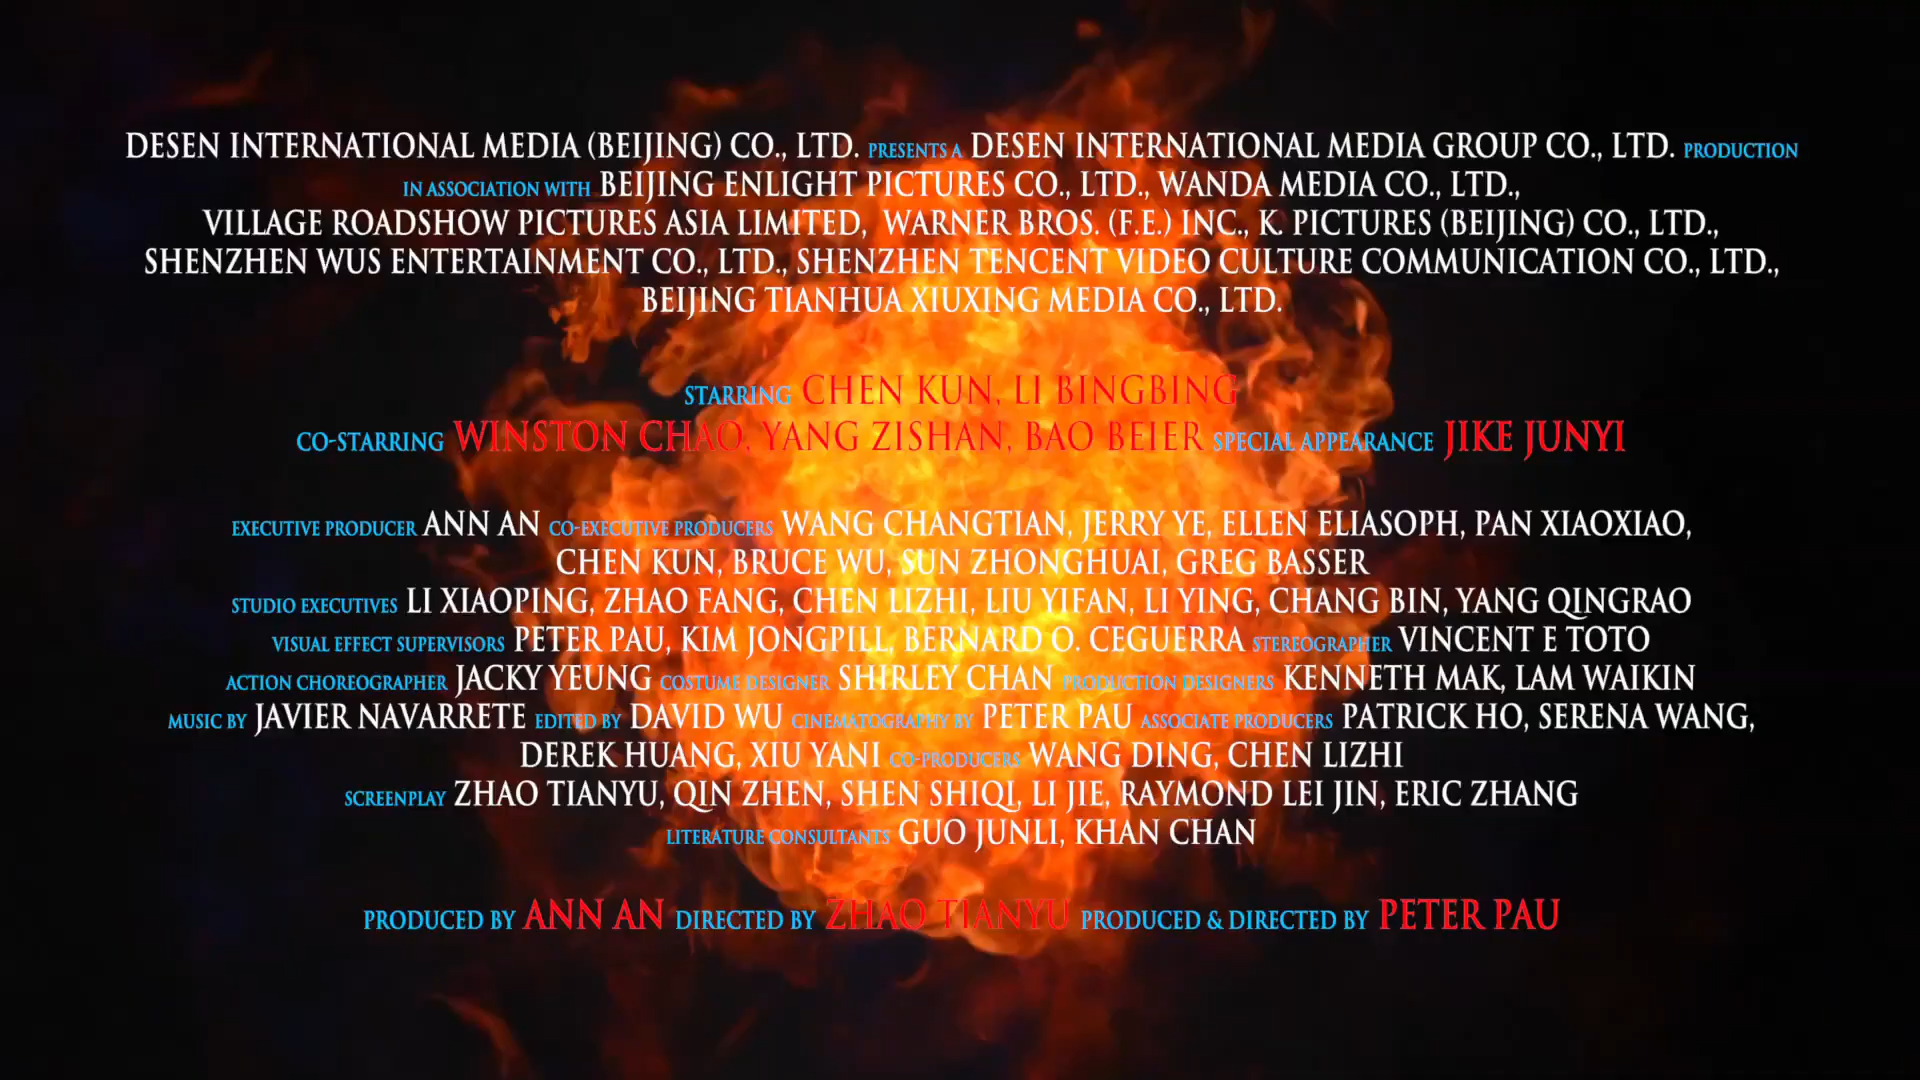 DESEN INTERNATIONAL MEDIA (BEIJING) CO., LTD. PRESENTS A DESEN INTERNATIONAL MEDIA GROUP CO., LTD. PRODUCTION
IN ASSOCIATION WITH BEIJING ENLIGHT PICTURES CO., LTD., WANDA MEDIA CO., LTD.,
VILLAGE ROADSHOW PICTURES ASIA LIMITED, WARNER BROS. (F.E.) INC., K. PICTURES (BEIJING) CO., LTD.,
SHENZHEN WUS ENTERTAINMENT CO., LTD., SHENZHEN TENCENT VIDEO CULTURE COMMUNICATION CO., LTD.,
BEIJING TIANHUA XIUXING MEDIA CO., LTD.
STARRING CHEN KUN, LI BINGBING
CO-STARRING WINSTON CHAO, YANG ZISHAN, BAO BEIER SPECIAL APPEARANCE JIKE JUNYI
EXECUTIVE PRODUCER ANN AN CO-EXECUTIVE PRODUCERS WANG CHANGTIAN, JERRY YE, ELLEN ELIASOPH, PAN XIAOXIAO,
CHEN KUN, BRUCE WU, SUN ZHONGHUAI, GREG BASSER
STUDIO EXECUTIVES LI XIAOPING, ZHAO FANG, CHEN LIZHI, LIU YIFAN, LI YING, CHANG BIN, YANG QINGRAO
VISUAL EFFECT SUPERVISORS PETER PAU, KIM JONGPILL, BERNARD O. CEGUERRA STEREOGRAPHER VINCENT E TOTO
ACTION CHOREOGRAPHER JACKY YEUNG COSTUME DESIGNER SHIRLEY CHAN PRODUCTION DESIGNERS KENNETH MAK, LAM WAIKIN
MUSIC BY JAVIER NAVARRETE EDITED BY DAVID WU CINEMATOGRAPHY BY PETER PAU ASSOCIATE PRODUCERS PATRICK HO, SERENA WANG,
DEREK HUANG, XIU YANI CO-PRODUCERS WANG DING, CHEN LIZHI
SCREENPLAY ZHAO TIANYU, QIN ZHEN, SHEN SHIQI, LI JIE, RAYMOND LEI JIN, ERIC ZHANG
LITERATURE CONSULTANTS GUO JUNLI, KHAN CHAN
PRODUCED BY ANN AN DIRECTED BY ZHAO TIANYU PRODUCED & DIRECTED BY PETER PAU